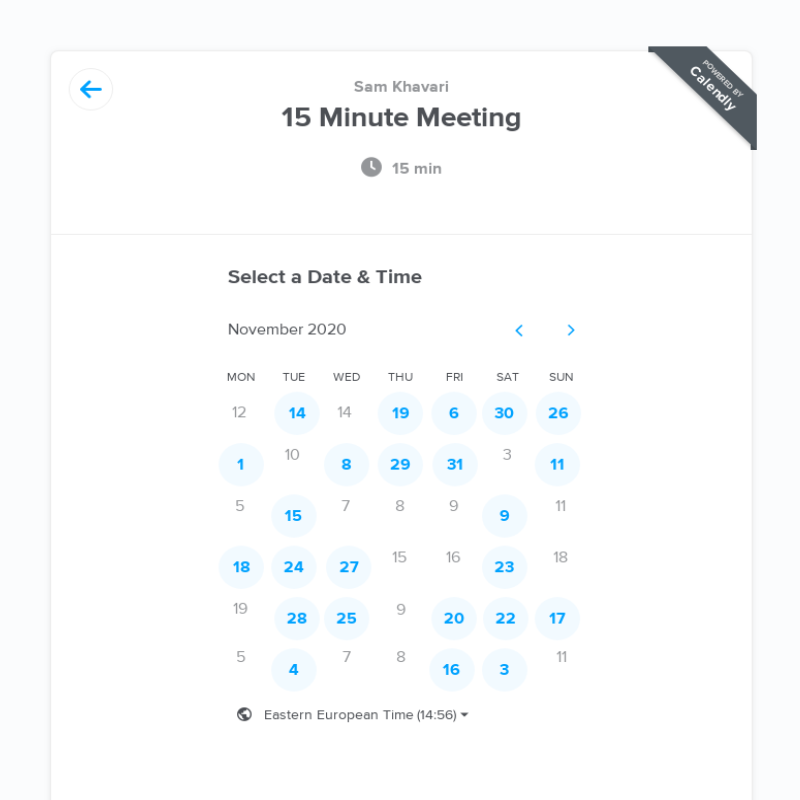 POWERED BY
Calendly
Sam Khavari
15 Minute Meeting
15 min
Select a Date & Time
November 2020
MON TUE WED THU FRI SAT SUN
12 14 14 19 6 30 26
1 10 8 29 31 3 11
5 15 7 8 9 9 11
18 24 27 15 16 23 18
19 28 25 9 20 22 17
5 4 7 8 16 3 11
Eastern European Time (14:56)